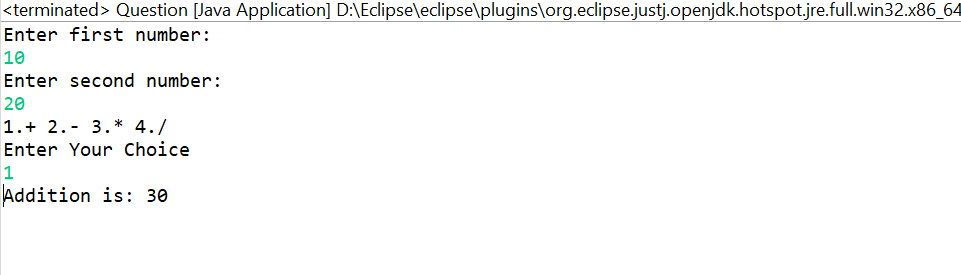 <terminated> Question [Java Application] D:\Eclipse\eclipse\plugins\org.eclipse.justj.openjdk.hotspot.jre.full.win32.x86_64
Enter first number:
10
Enter second number:
20
1.+ 2.- 3.* 4./
Enter Your Choice
1
Addition is: 30